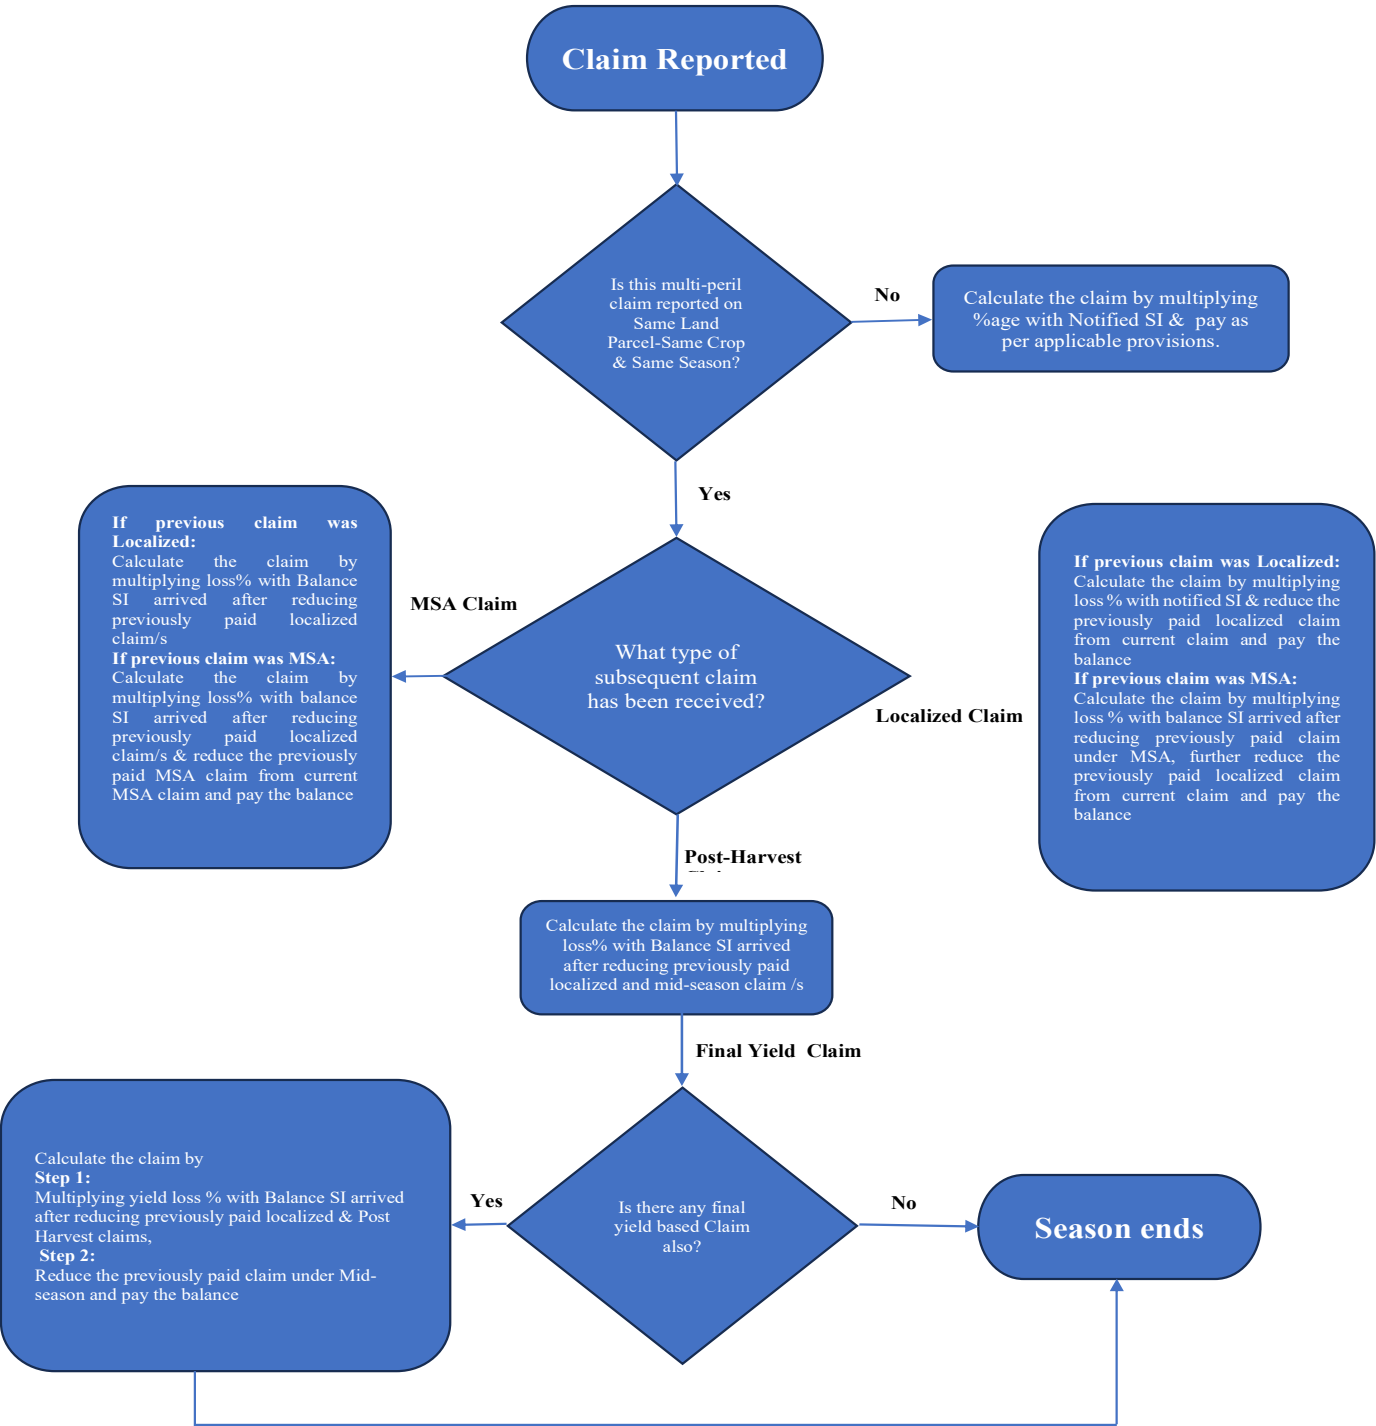 Claim Reported
Is this multi-peril
claim reported on
Same Land
Parcel-Same Crop
& Same Season?
No
Calculate the claim by multiplying
%age with Notified SI & pay as
per applicable provisions.
Yes
If previous claim was
Localized:
Calculate the claim by
multiplying loss% with Balance
SI arrived after reducing
previously paid localized
claim/s
If previous claim was MSA:
Calculate the claim by
multiplying loss% with balance
SI arrived after reducing
previously paid localized
claim/s & reduce the previously
paid MSA claim from current
MSA claim and pay the balance
MSA Claim
What type of
subsequent claim
has been received?
Localized Claim
If previous claim was Localized:
Calculate the claim by multiplying
loss % with notified SI & reduce the
previously paid localized claim
from current claim and pay the
balance
If previous claim was MSA:
Calculate the claim by multiplying
loss % with balance SI arrived after
reducing previously paid claim
under MSA, further reduce the
previously paid localized claim
from current claim and pay the
balance
Post-Harvest
Calculate the claim by multiplying
loss% with Balance SI arrived
after reducing previously paid
localized and mid-season claim /s
Final Yield Claim
Calculate the claim by
Step 1:
Multiplying yield loss % with Balance SI arrived
after reducing previously paid localized & Post
Harvest claims,
Step 2:
Reduce the previously paid claim under Mid-
season and pay the balance
Yes
Is there any final
yield based Claim
also?
No
Season ends